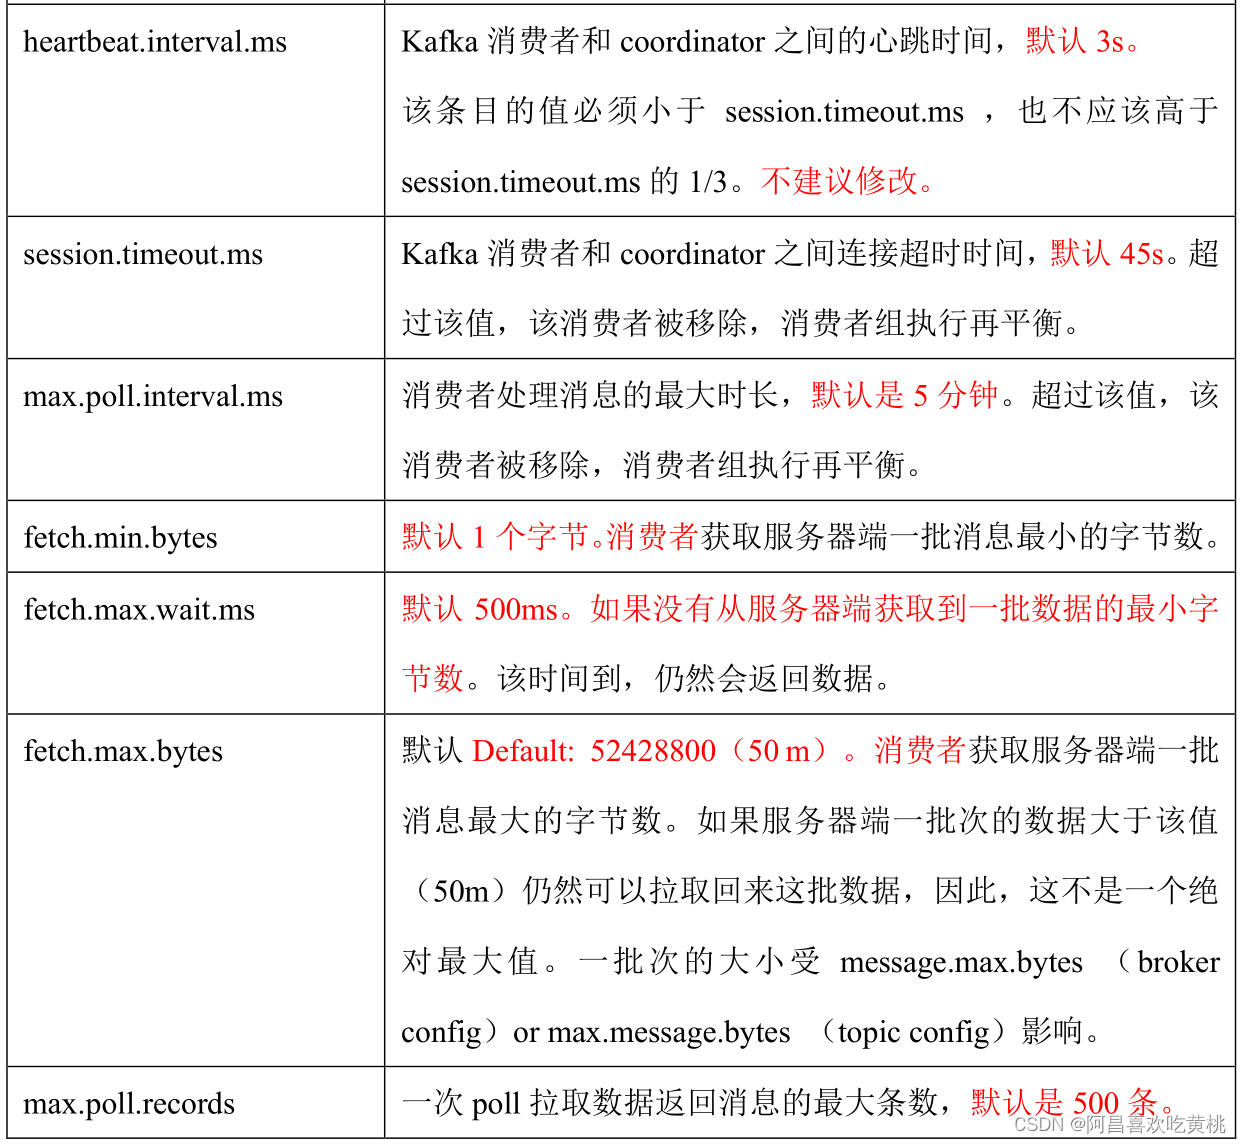 heartbeat.interval.ms
Kafka 消费者和 coordinator 之间的心跳时间，默认 3s。
该条目的值必须小于 session.timeout.ms ，也不应该高于
session.timeout.ms 的 1/3。不建议修改。
session.timeout.ms
Kafka 消费者和 coordinator 之间连接超时时间，默认 45s。超
过该值，该消费者被移除，消费者组执行再平衡。
max.poll.interval.ms
消费者处理消息的最大时长，默认是 5 分钟。超过该值，该
消费者被移除，消费者组执行再平衡。
fetch.min.bytes
默认 1 个字节。消费者获取服务器端一批消息最小的字节数。
fetch.max.wait.ms
默认 500ms。如果没有从服务器端获取到一批数据的最小字
节数。该时间到，仍然会返回数据。
fetch.max.bytes
默认 Default: 52428800（50 m）。消费者获取服务器端一批
消息最大的字节数。如果服务器端一批次的数据大于该值
（50m）仍然可以拉取回来这批数据，因此，这不是一个绝
对最大值。一批次的大小受 message.max.bytes （broker
config）or max.message.bytes （topic config）影响。
max.poll.records
一次 poll 拉取数据返回消息的最大条数，默认是 500 条。
CSDN @阿昌喜欢吃黄桃